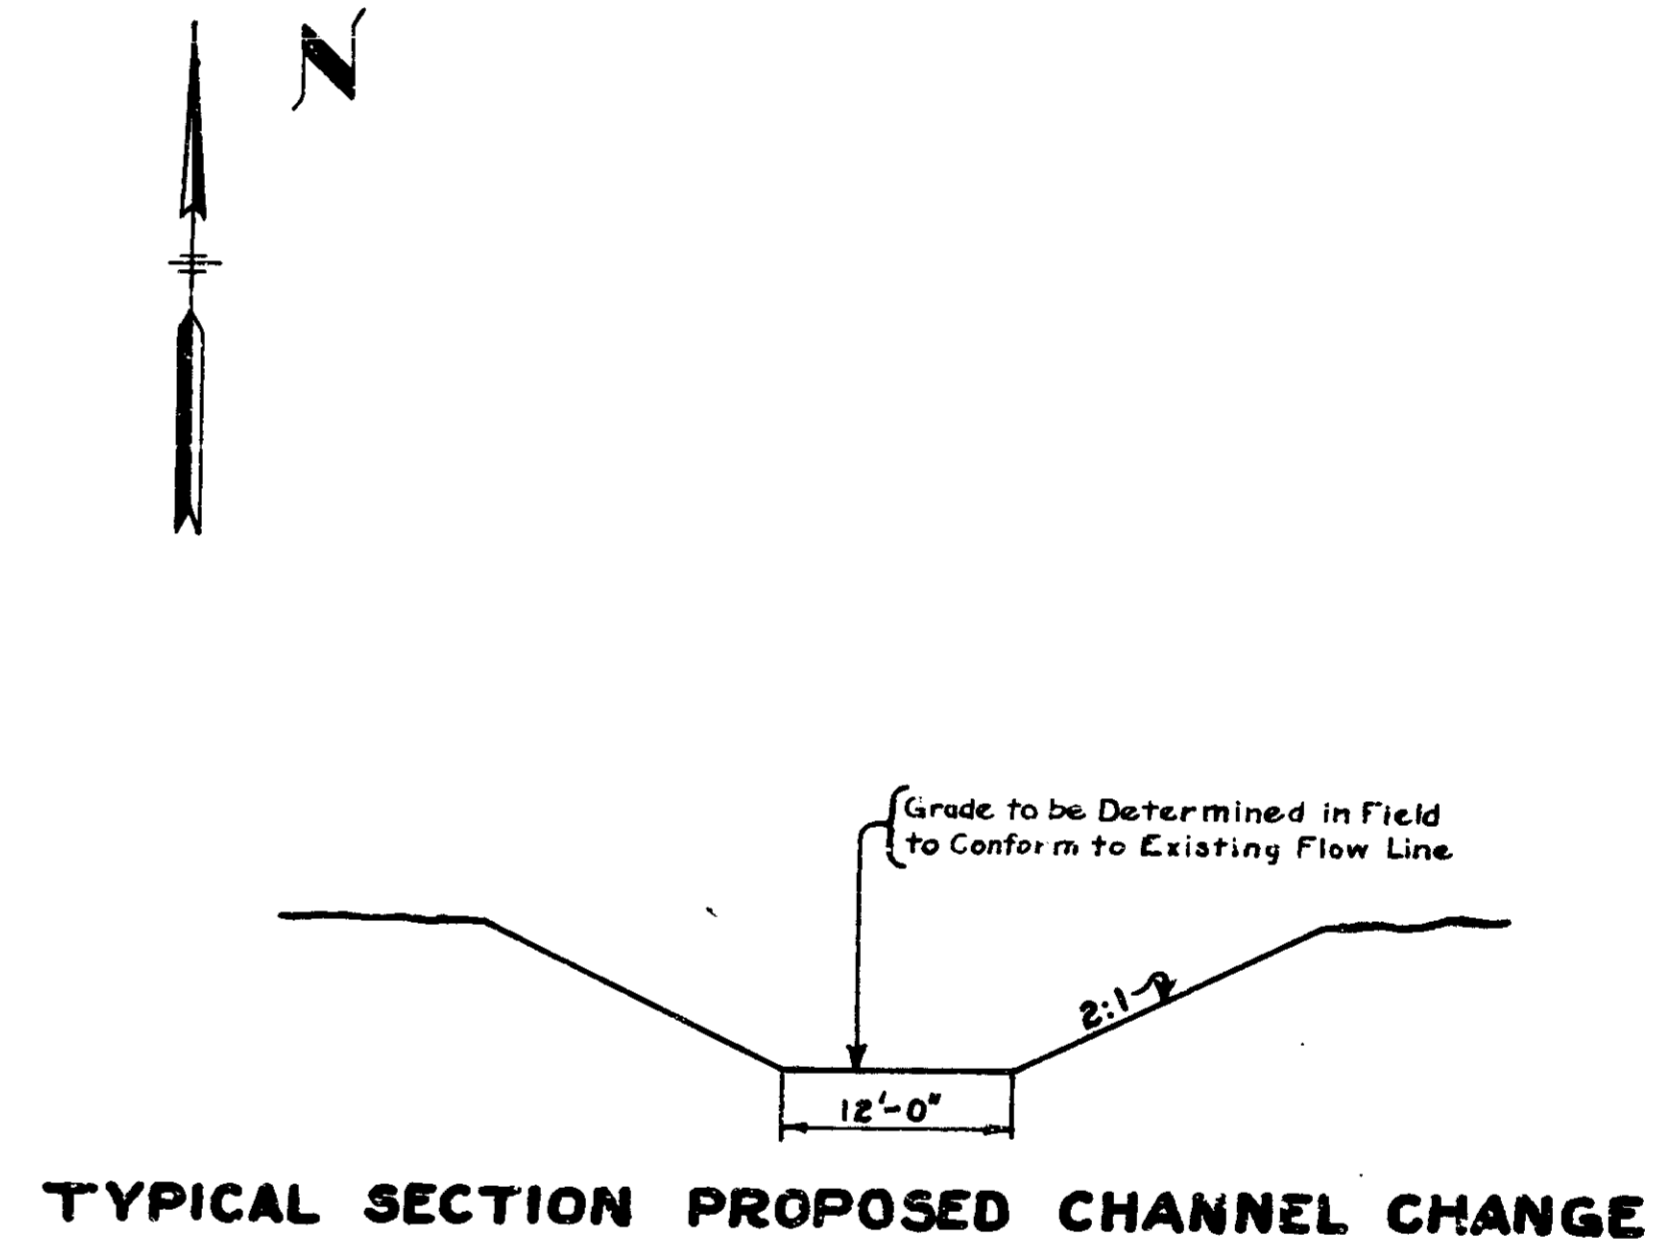 N
Grade to be Determined in Field
to Conform to Existing Flow Line
2:1
12'-0"
TYPICAL SECTION PROPOSED CHANNEL CHANGE